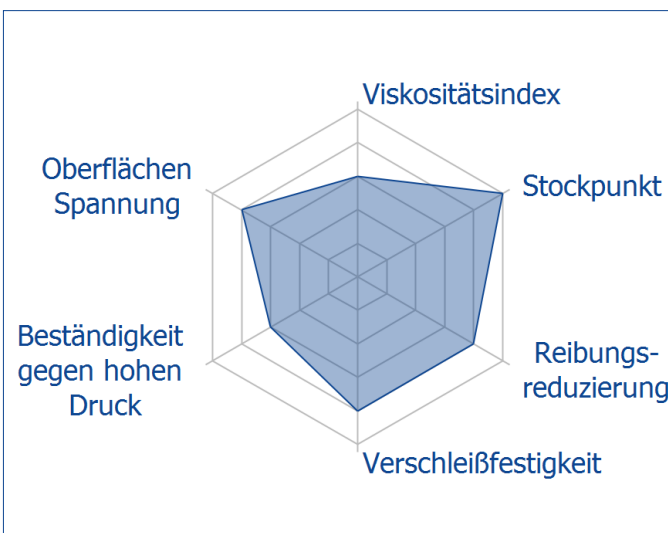 Viskositätsindex
Stockpunkt
Reibungs-
reduzierung
Verschleißfestigkeit
Beständigkeit
gegen hohen
Druck
Oberflächen
Spannung